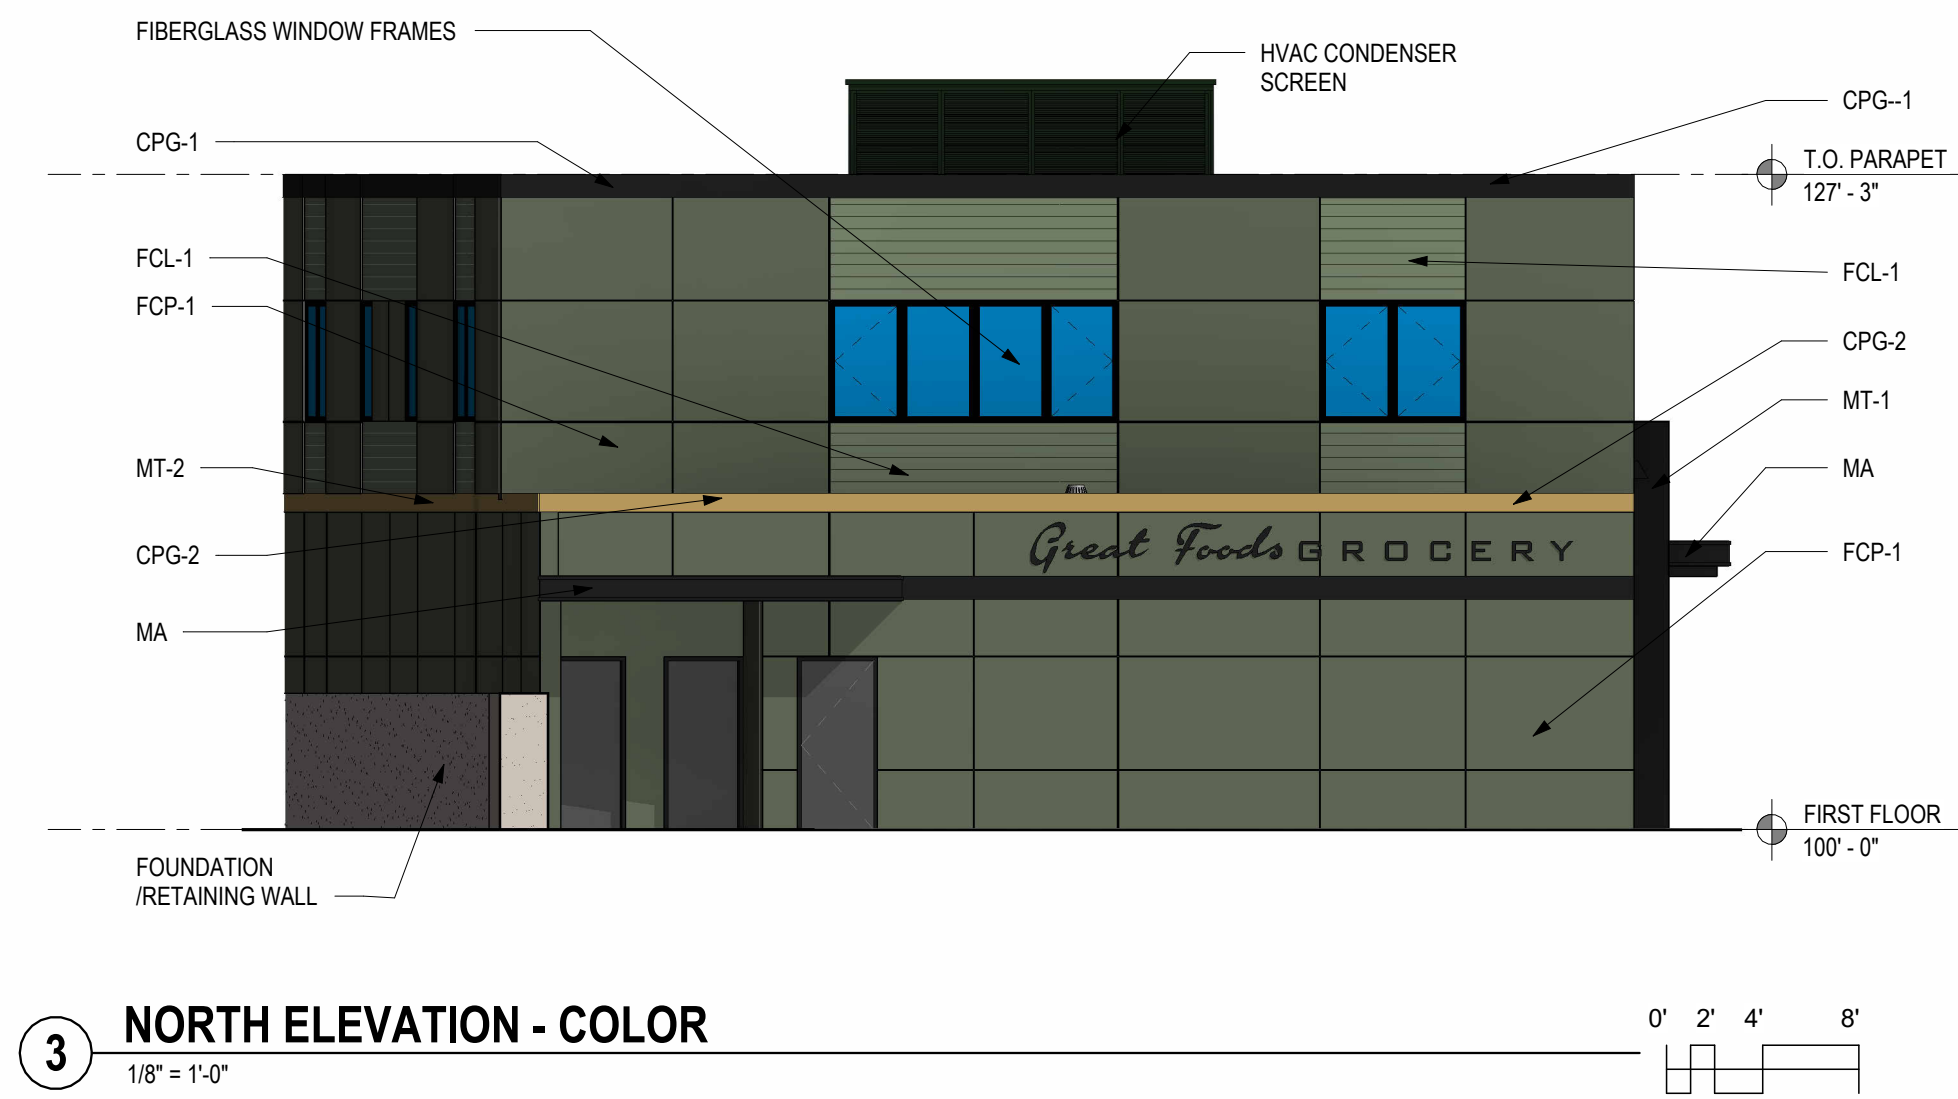 FIBERGLASS WINDOW FRAMES
HVAC CONDENSER
SCREEN
CPG--1
CPG-1
T.O. PARAPET
127' - 3"
FCL-1
FCL-1
FCP-1
CPG-2
MT-1
MT-2
MA
CPG-2
FCP-1
Great Foods GROCERY
MA
FIRST FLOOR
100' - 0"
FOUNDATION
/RETAINING WALL
3
NORTH ELEVATION - COLOR
1/8" = 1'-0"
0' 2' 4' 8'